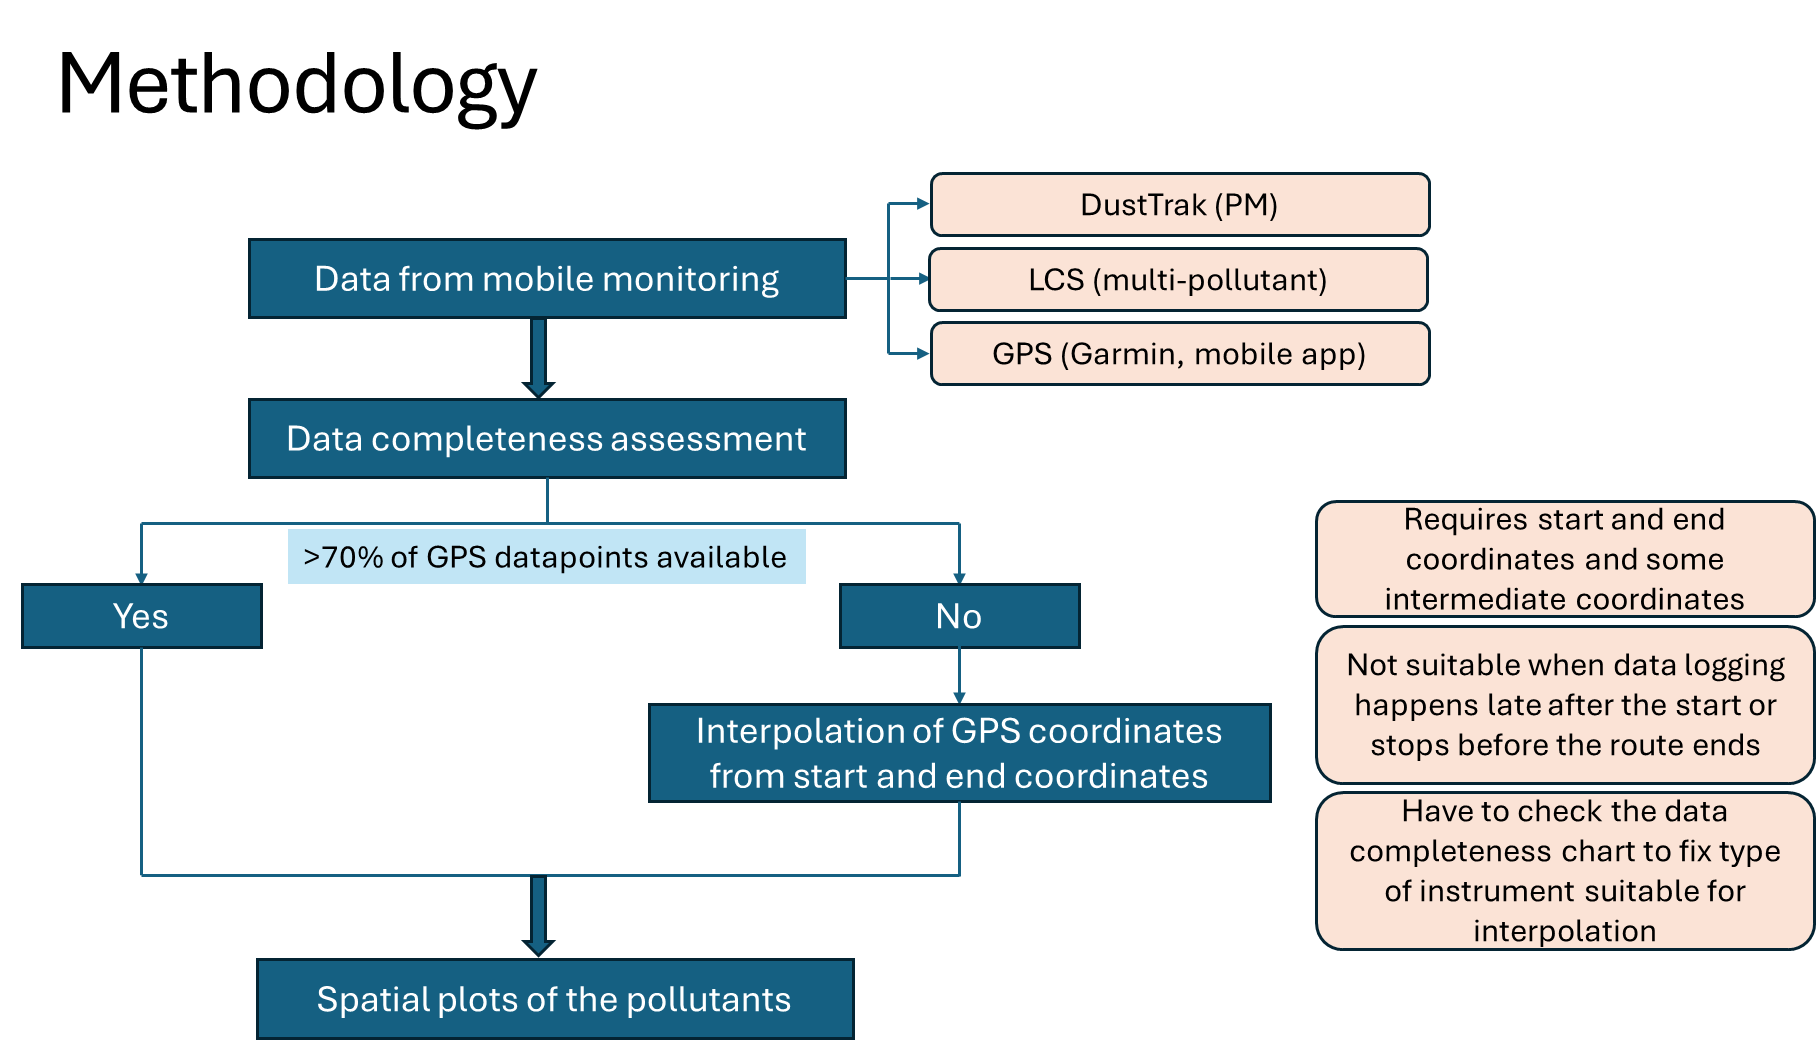 Methodology
DustTrak (PM)
Data from mobile monitoring
LCS (multi-pollutant)
GPS (Garmin, mobile app)
Data completeness assessment
>70% of GPS datapoints available
Yes
No
Interpolation of GPS coordinates
from start and end coordinates
Requires start and end
coordinates and some
intermediate coordinates
Not suitable when data logging
happens late after the start or
stops before the route ends
Have to check the data
completeness chart to fix type
of instrument suitable for
interpolation
Spatial plots of the pollutants